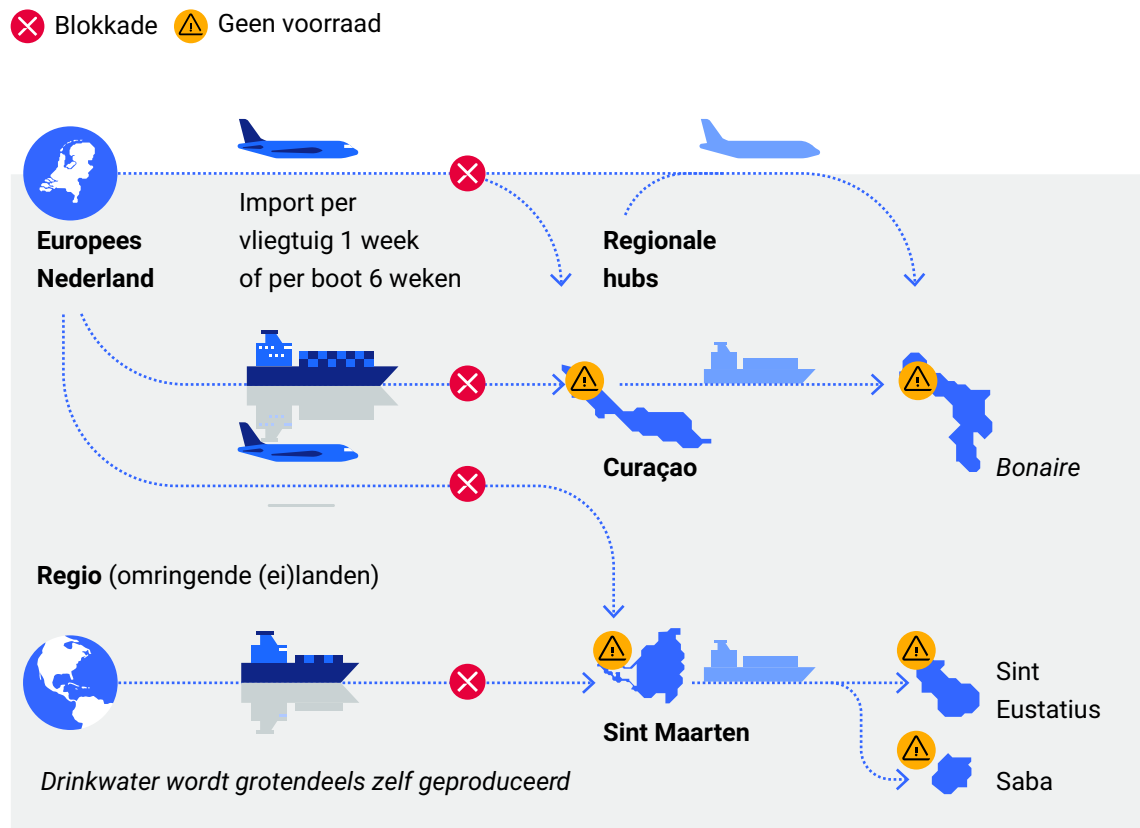 Blokkade
Geen voorraad
Europees
Nederland
Import per
vliegtuig 1 week
of per boot 6 weken
Regionale
hubs
Curaçao
Bonaire
Regio (omringende (ei)landen)
Sint Maarten
Sint
Eustatius
Saba
Drinkwater wordt grotendeels zelf geproduceerd